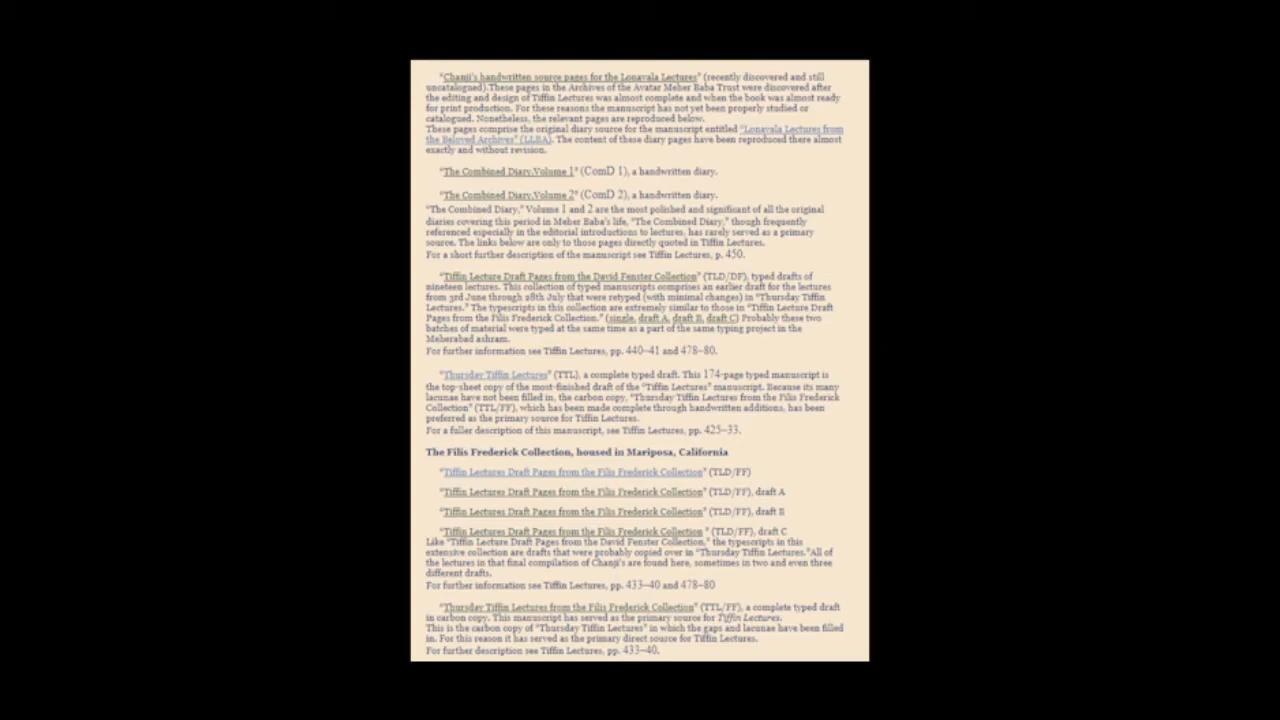 "Chanji's handwritten source pages for the Lonavala Lectures" (recently discovered and still
uncatalogued).These pages in the Archives of the Avatar Meher Baba Trust were discovered after
the editing and design of Tiffin Lectures was almost complete and when the book was almost ready
for print production. For these reasons the manuscript has not yet been properly studied or
catalogued. Nonetheless, the relevant pages are reproduced below.
These pages comprise the original diary source for the manuscript entitled "Lonavala Lectures from
the Beloved Archives" (LLBA). The content of these diary pages have been reproduced there almost
exactly and without revision.
"The Combined Diary,Volume 1" (ComD 1), a handwritten diary.
"The Combined Diary,Volume 2" (ComD 2), a handwritten diary.
"The Combined Diary," Volume 1 and 2 are the most polished and significant of all the original
diaries covering this period in Meher Baba's life, "The Combined Diary," though frequently
referenced especially in the editorial introductions to lectures, has rarely served as a primary
source. The links below are only to those pages directly quoted in Tiffin Lectures.
For a short further description of the manuscript see Tiffin Lectures, p. 450.
"Tiffin Lecture Draft Pages from the David Fenster Collection" (TLD/DF), typed drafts of
nineteen lectures. This collection of typed manuscripts comprises an earlier draft for the lectures
from 3rd June through 28th July that were retyped (with minimal changes) in "Thursday Tiffin
Lectures." The typescripts in this collection are extremely similar to those in "Tiffin Lecture Draft
Pages from the Filis Frederick Collection." (single, draft A, draft B, draft C) Probably these two
batches of material were typed at the same time as a part of the same typing project in the
Meherabad ashram.
For further information see Tiffin Lectures, pp. 440–41 and 478–80.
"Thursday Tiffin Lectures" (TTL), a complete typed draft. This 174-page typed manuscript is
the top-sheet copy of the most-finished draft of the "Tiffin Lectures" manuscript. Because its many
lacunae have not been filled in, the carbon copy, "Thursday Tiffin Lectures from the Filis Frederick
Collection" (TTL/FF), which has been made complete through handwritten additions, has been
preferred as the primary source for Tiffin Lectures.
For a fuller description of this manuscript, see Tiffin Lectures, pp. 425–33.
The Filis Frederick Collection, housed in Mariposa, California
"Tiffin Lectures Draft Pages from the Filis Frederick Collection" (TLD/FF)
"Tiffin Lectures Draft Pages from the Filis Frederick Collection" (TLD/FF), draft A
"Tiffin Lectures Draft Pages from the Filis Frederick Collection" (TLD/FF), draft B
"Tiffin Lectures Draft Pages from the Filis Frederick Collection " (TLD/FF), draft C
Like "Tiffin Lecture Draft Pages from the David Fenster Collection," the typescripts in this
extensive collection are drafts that were probably copied over in "Thursday Tiffin Lectures."All of
the lectures in that final compilation of Chanji's are found here, sometimes in two and even three
different drafts.
For further information see Tiffin Lectures, pp. 433–40 and 478–80
"Thursday Tiffin Lectures from the Filis Frederick Collection" (TTL/FF), a complete typed draft
in carbon copy. This manuscript has served as the primary source for Tiffin Lectures.
This is the carbon copy of "Thursday Tiffin Lectures" in which the gaps and lacunae have been filled
in. For this reason it has served as the primary direct source for Tiffin Lectures.
For further description see Tiffin Lectures, pp. 433–40.